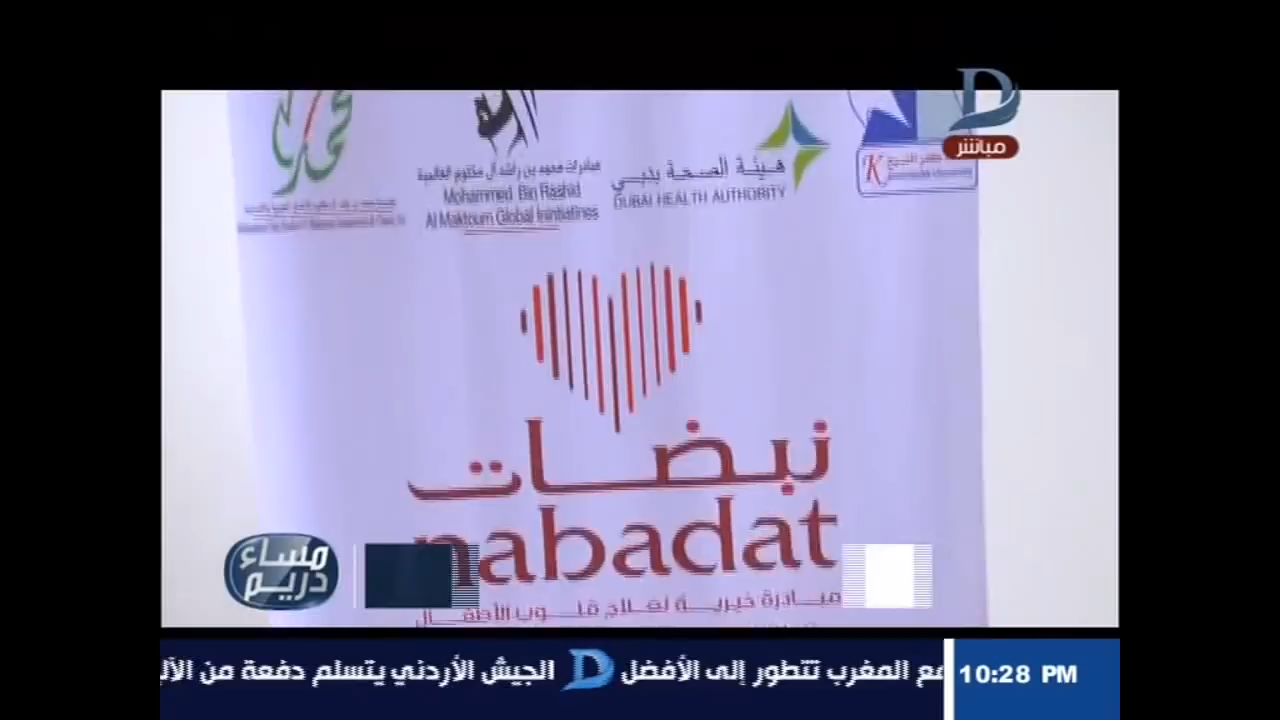 مباشر
مبادرات محمد بن راشد آل مكتوم العالمية
Mohammed Bin Rashid
Al Maktoum Global Initiatives
هيئة الصحة بدبي
DUBAI HEALTH AUTHORITY
K
نبضات
nabadat
مبادرة خيرية لعلاج قلوب الأطفال
مساء
دريم
مع المغرب تتطور إلى الأفضل
الجيش الأردني يتسلم دفعة من
10:28 PM